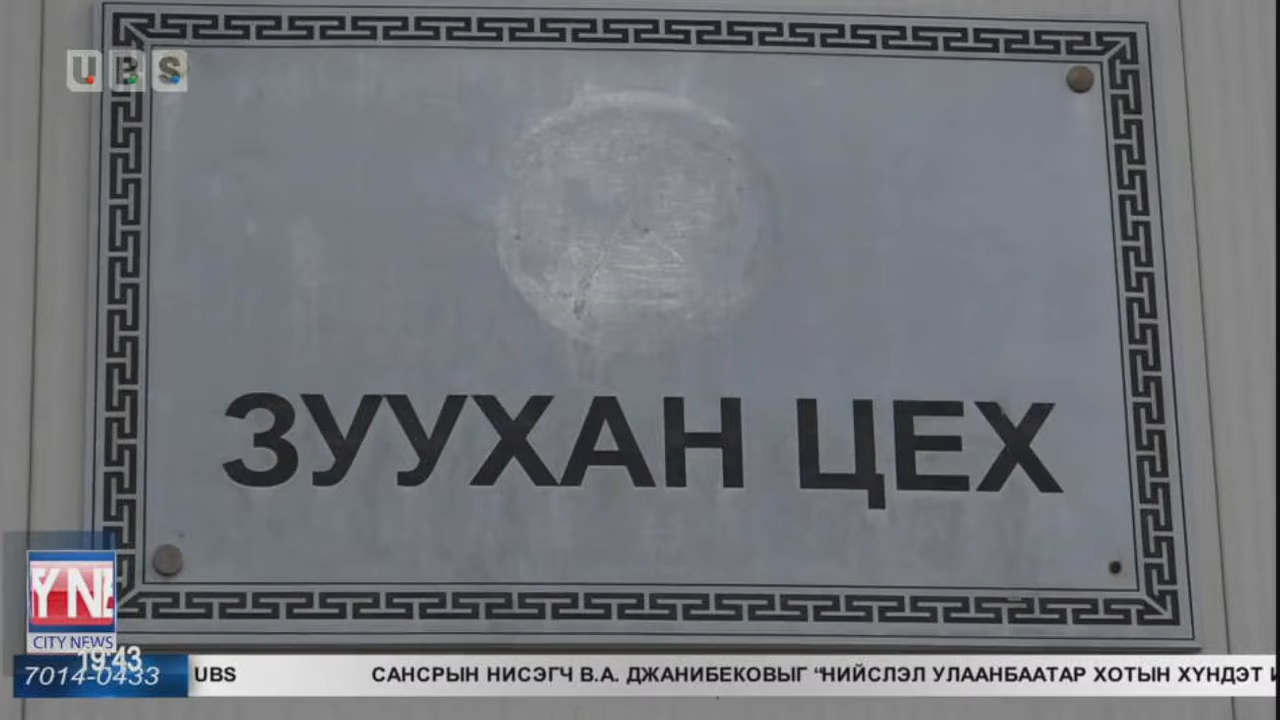 UBS
ЗУУХАН ЦЕХ
CITY NEWS
19:43
7014-0433
UBS САНСРЫН НИСЭГЧ В.А. ДЖАНИБЕКОВЫГ “НИЙСЛЭЛ УЛААНБААТАР ХОТЫН ХҮНДЭТ